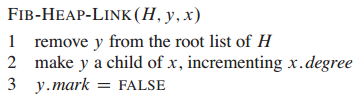 FIB-HEAP-LINK(H, y, x)
1 remove y from the root list of H
2 make y a child of x, incrementing x.degree
3 y.mark = FALSE